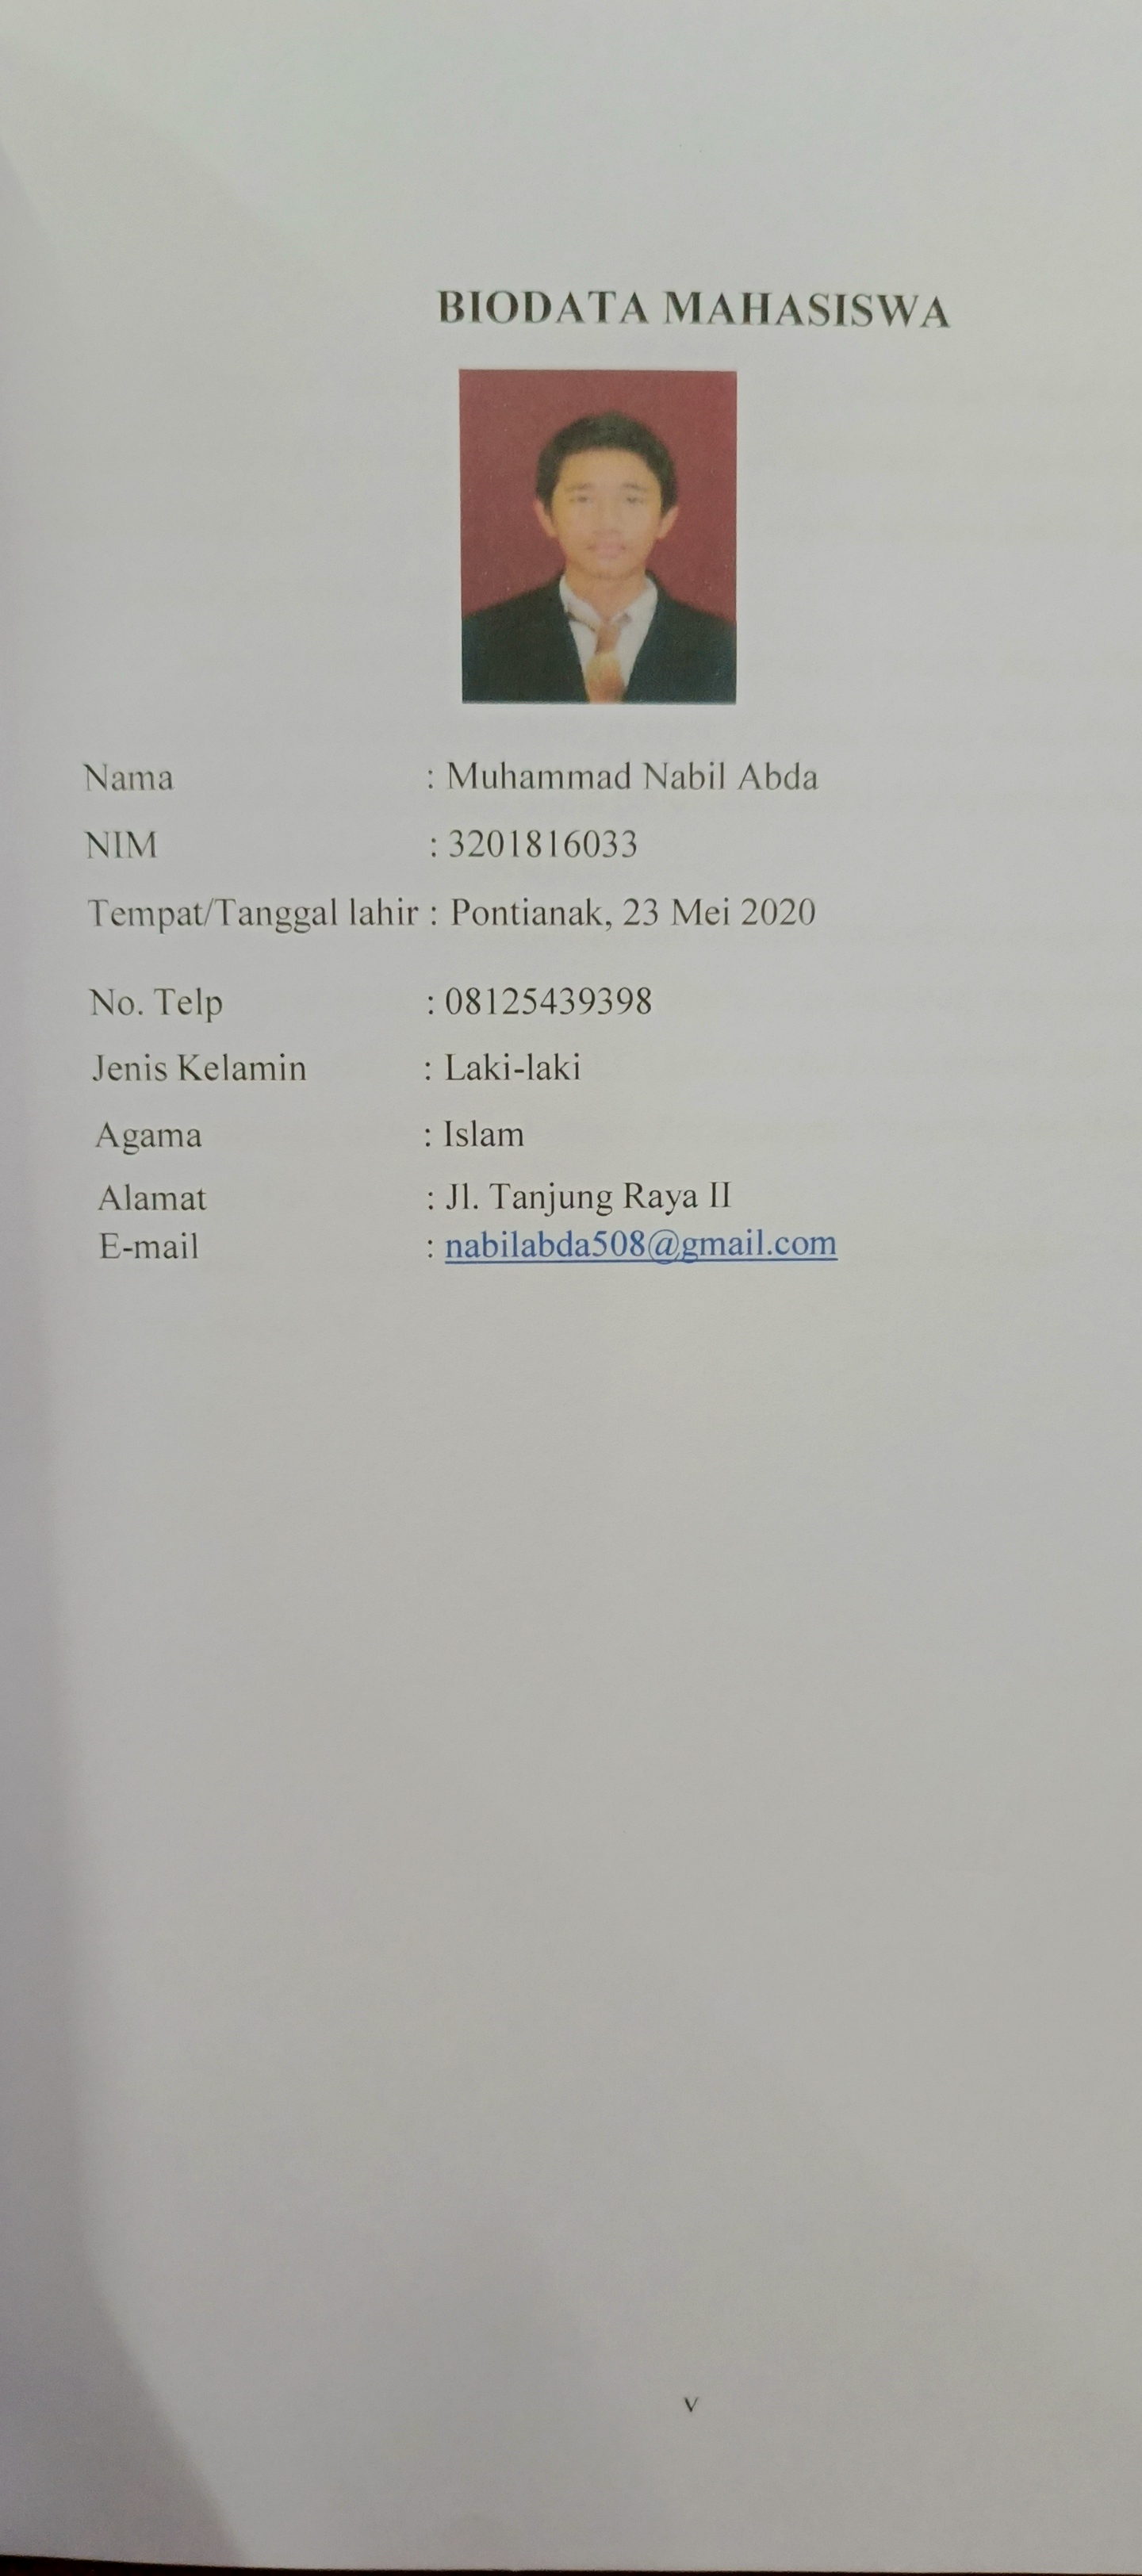 BIODATA MAHASISWA
Nama : Muhammad Nabil Abda
NIM : 3201816033
Tempat/Tanggal lahir : Pontianak, 23 Mei 2020
No. Telp : 08125439398
Jenis Kelamin : Laki-laki
Agama : Islam
Alamat : Jl. Tanjung Raya II
E-mail : nabilabda508@gmail.com
v